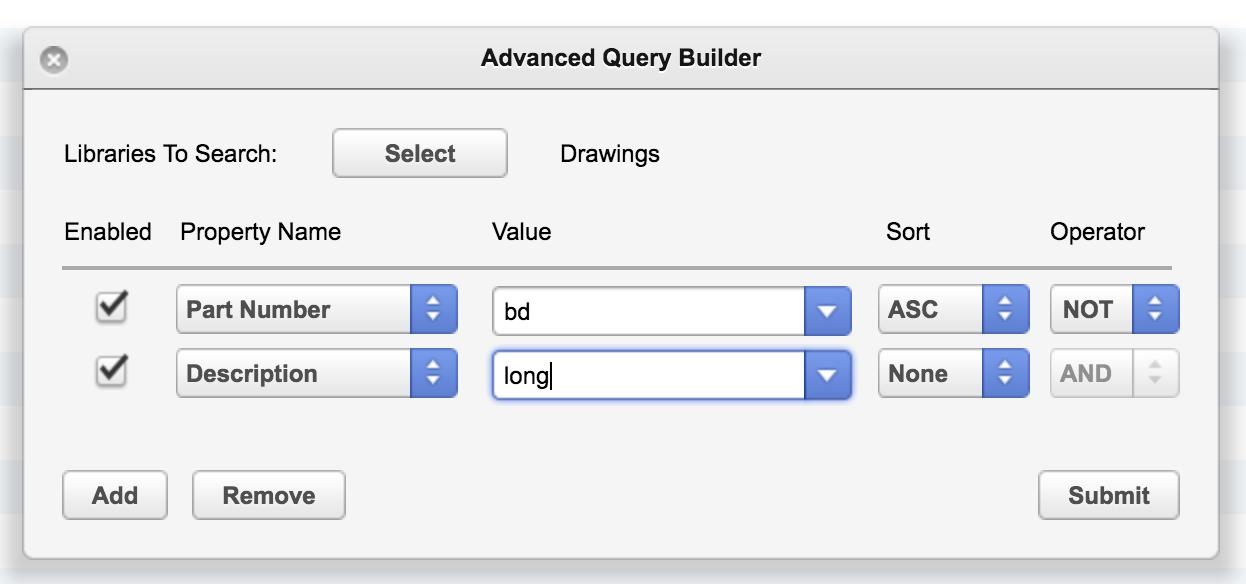 Advanced Query Builder
Libraries To Search: Select Drawings
Enabled Property Name Value Sort Operator
Part Number bd ASC NOT
Description long None AND
Add Remove Submit